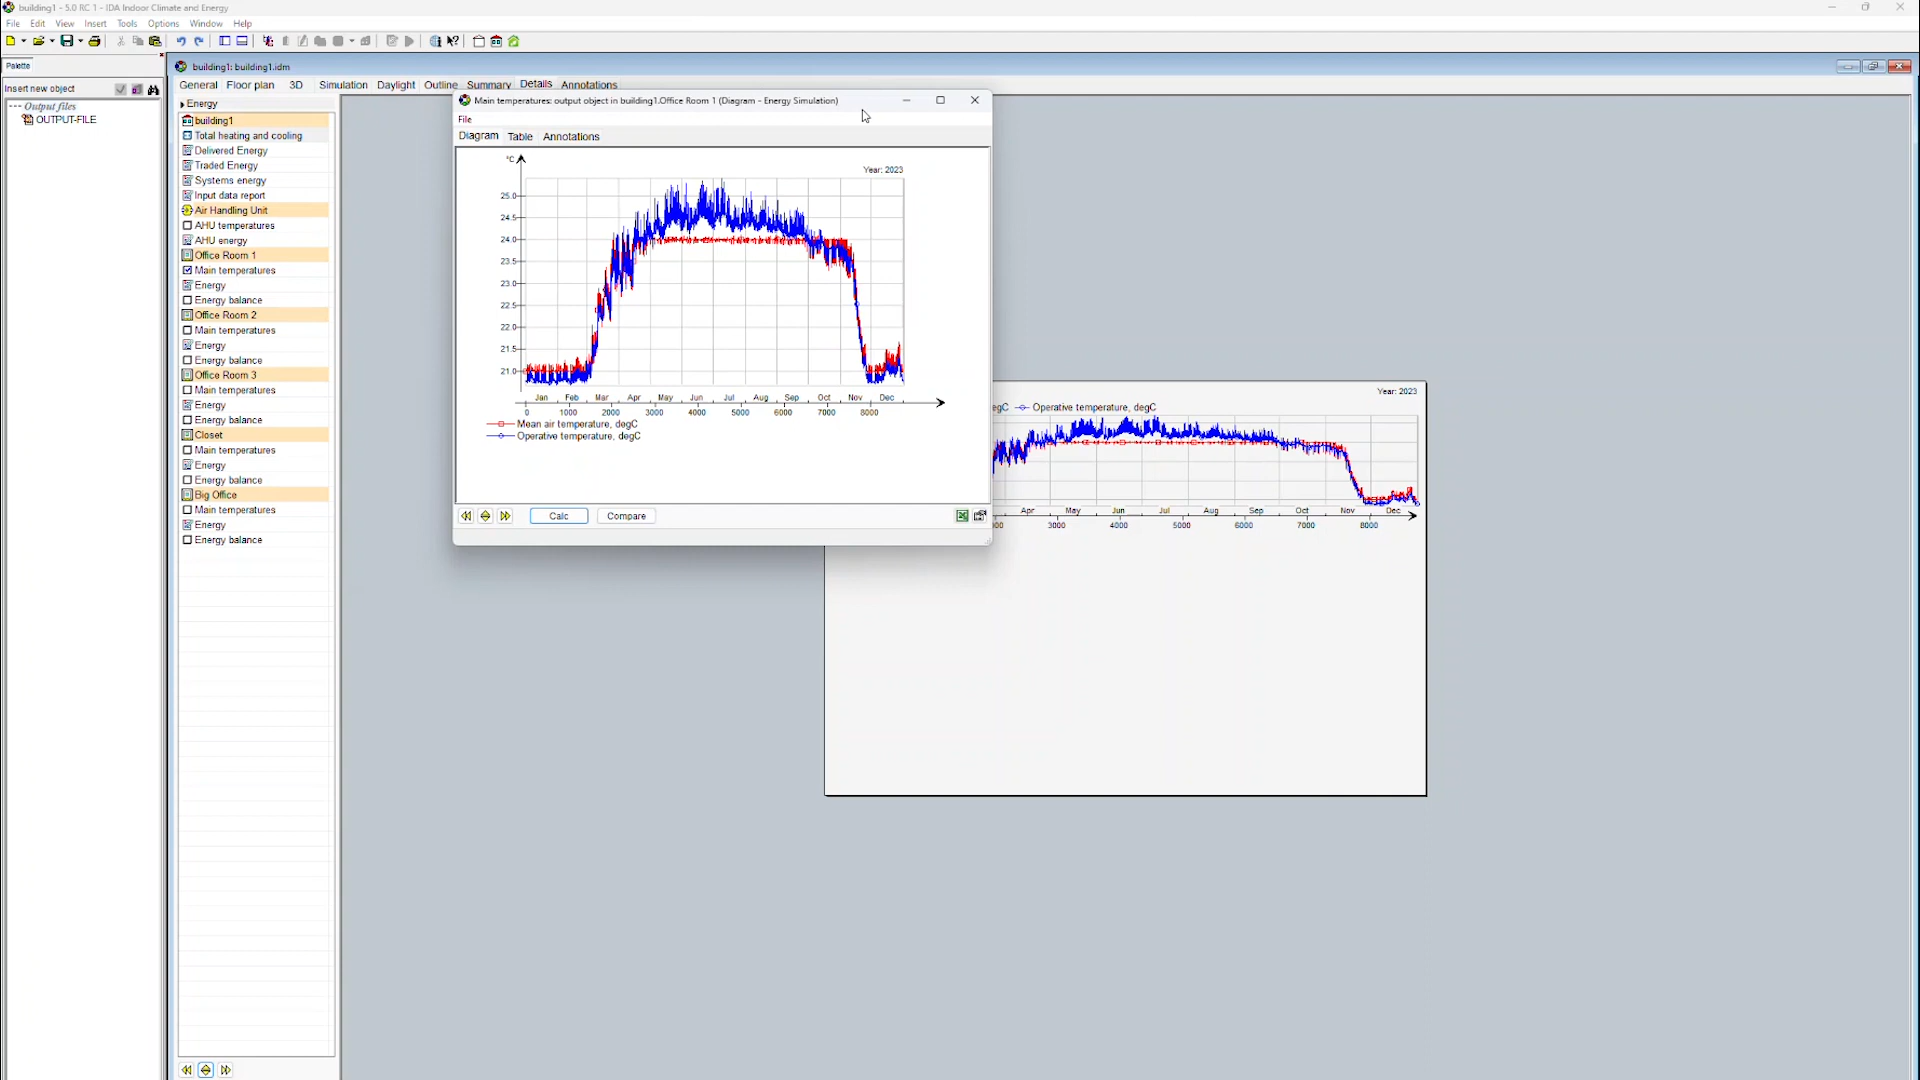 building1 - 5.0 RC 1 - IDA Indoor Climate and Energy
File Edit View Insert Tools Options Window Help
Palette
Insert new object
--- Output files
OUTPUT-FILE
building1: building1.idm
General Floor plan 3D Simulation Daylight Outline Summary Details Annotations
Energy
building1
Total heating and cooling
Delivered Energy
Traded Energy
Systems energy
Input data report
Air Handling Unit
AHU temperatures
AHU energy
Office Room 1
Main temperatures
Energy
Energy balance
Office Room 2
Main temperatures
Energy
Energy balance
Office Room 3
Main temperatures
Energy
Energy balance
Closet
Main temperatures
Energy
Energy balance
Big Office
Main temperatures
Energy
Energy balance
Main temperatures: output object in building1.Office Room 1 (Diagram - Energy Simulation)
File
Diagram Table Annotations
°C
Year: 2023
25.0
24.5
24.0
23.5
23.0
22.5
22.0
21.5
21.0
Jan Feb Mar Apr May Jun Jul Aug Sep Oct Nov Dec
0 1000 2000 3000 4000 5000 6000 7000 8000
Mean air temperature, degC
Operative temperature, degC
Calc Compare
Year: 2023
egC Operative temperature, degC
Apr May Jun Jul Aug Sep Oct Nov Dec
00 3000 4000 5000 6000 7000 8000